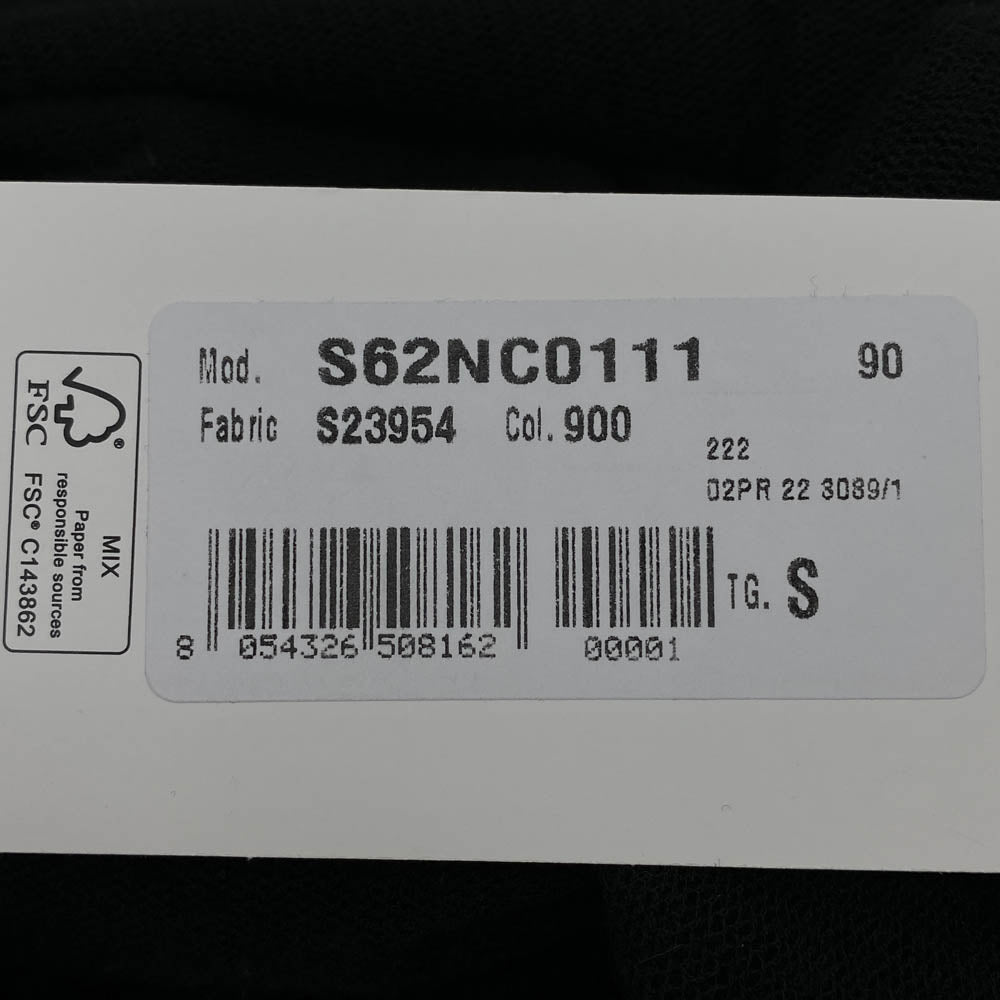 Mod. S62NC0111 90
Fabric S23954 Col. 900
222
02PR 22 3089/1
TG. S
8 054326 508162 00001
FSC®
MIX
Paper from
responsible sources
FSC® C143862